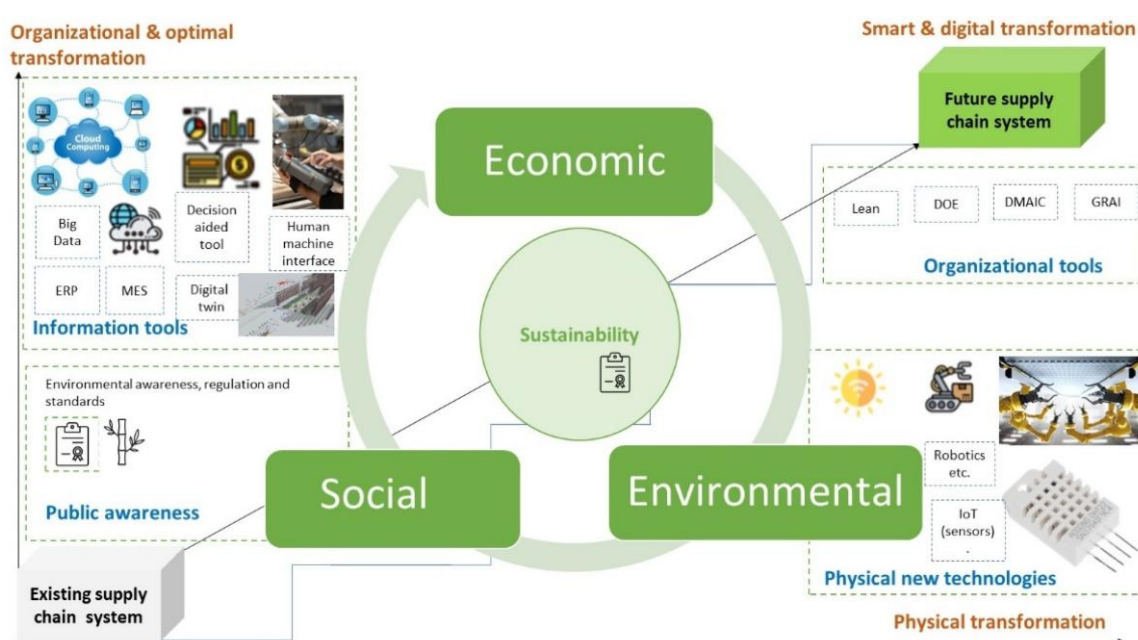 Organizational & optimal
transformation
Cloud
Computing
Big
Data
Decision
aided
tool
Human
machine
interface
ERP
MES
Digital
twin
Information tools
Environmental awareness, regulation and
standards
Public awareness
Existing supply
chain system
Economic
Sustainability
Social
Environmental
Smart & digital transformation
Future supply
chain system
Lean
DOE
DMAIC
GRAI
Organizational tools
Robotics
etc.
IoT
(sensors)
.
Physical new technologies
Physical transformation